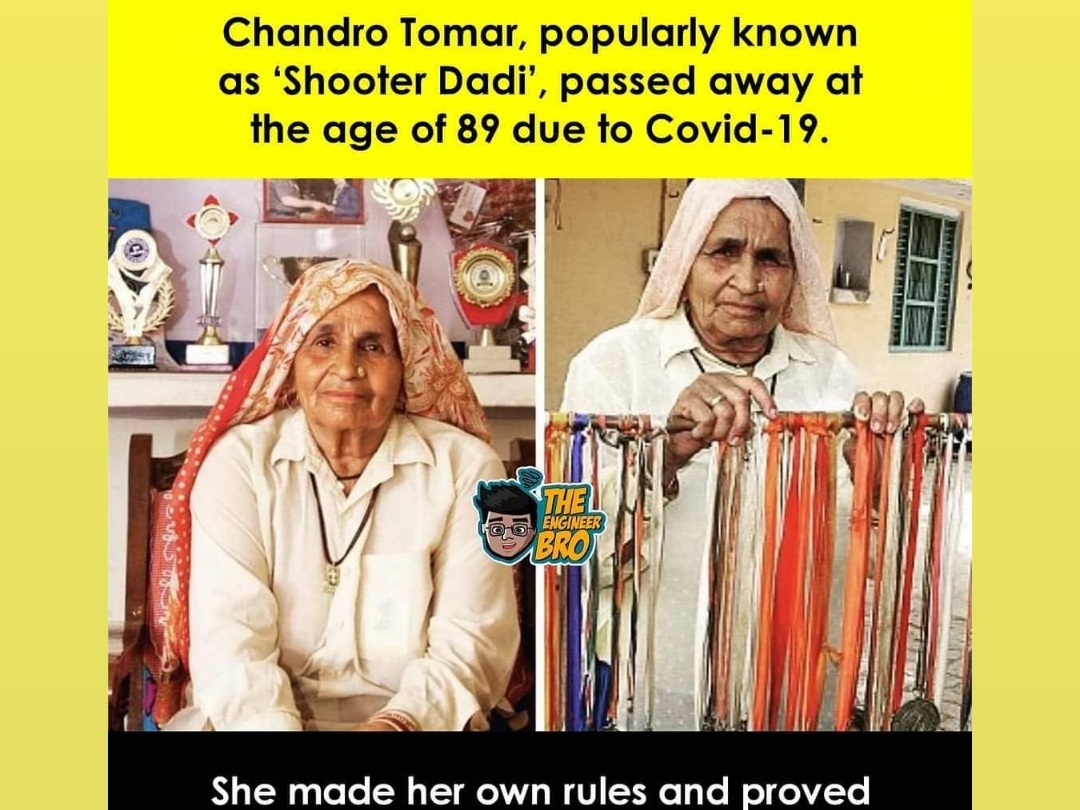 Chandro Tomar, popularly known
as ‘Shooter Dadi’, passed away at
the age of 89 due to Covid-19.
THE
ENGINEER
BRO
She made her own rules and proved